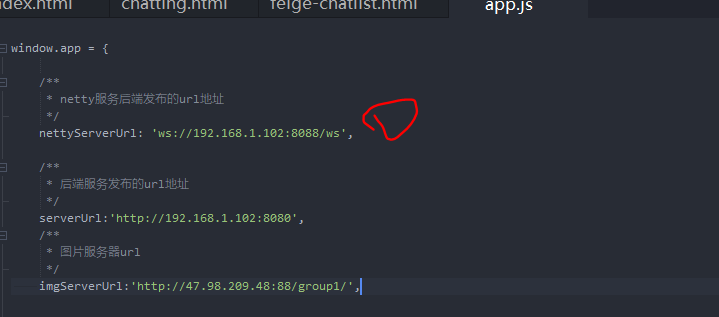 ndex.html chatting.html feige-chatlist.html app.js
window.app = {
/**
* netty服务后端发布的url地址
*/
nettyServerUrl: 'ws://192.168.1.102:8088/ws',
/**
* 后端服务发布的url地址
*/
serverUrl:'http://192.168.1.102:8080',
/**
* 图片服务器url
*/
imgServerUrl:'http://47.98.209.48:88/group1/',